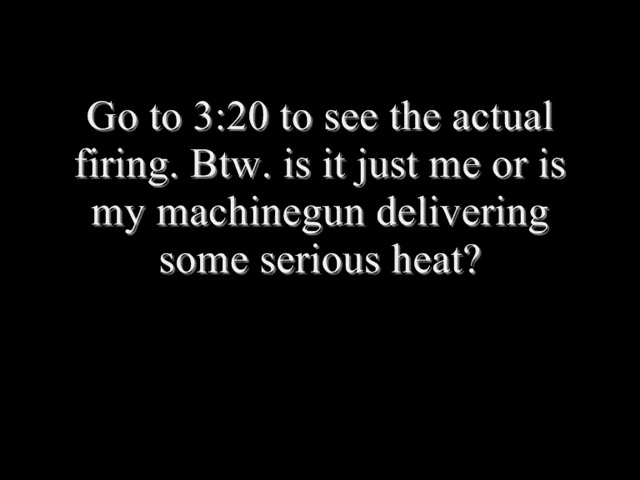 Go to 3:20 to see the actual
firing. Btw. is it just me or is
my machinegun delivering
some serious heat?